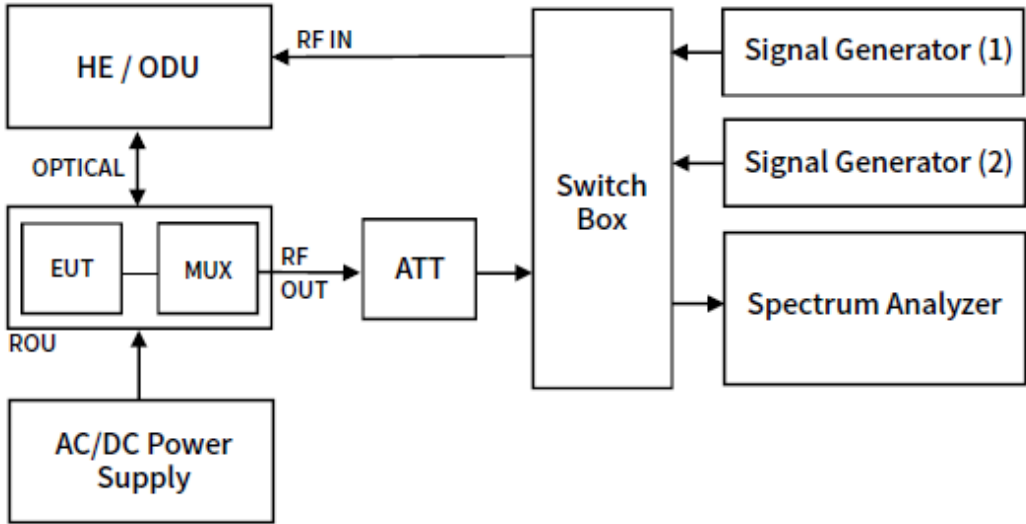 HE / ODU
RF IN
Signal Generator (1)
OPTICAL
Signal Generator (2)
Switch
Box
EUT
MUX
RF
OUT
ATT
Spectrum Analyzer
ROU
AC/DC Power
Supply